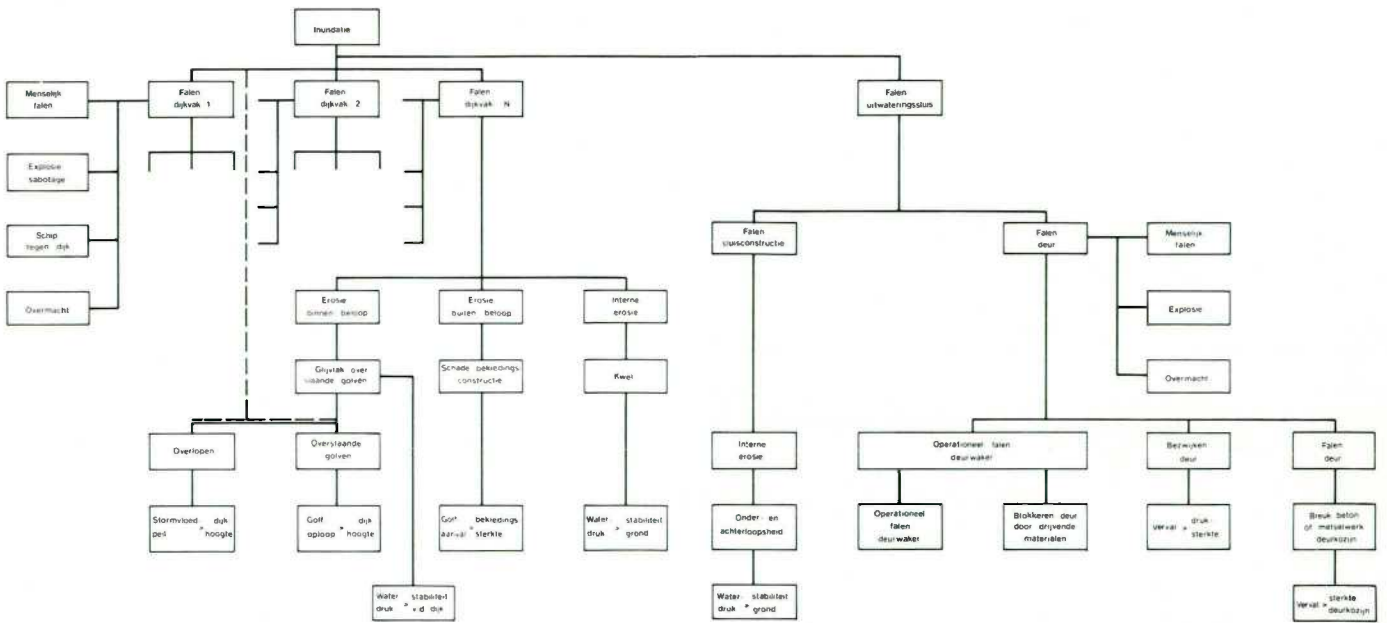 Inundatie
Menselijk
falen
Falen
dijkvak 1
Falen
dijkvak 2
Falen
dijkvak N
Falen
uitwateringssluis
Explosie
sabotage
Schip
tegen dijk
Overmacht
Falen
sluisconstructie
Falen
deur
Menselijk
falen
Explosie
Overmacht
Erosie
binnen beloop
Erosie
buiten beloop
Interne
erosie
Glijvlak over
slaande golven
Schade bekledings
constructie
Kwel
Overlopen
Overslaande
golven
Interne
erosie
Operationeel falen
deurwaker
Bezwijken
deur
Falen
deur
Stormvloed > dijk
peil hoogte
Golf > dijk
oploop hoogte
Golf > bekledings
aanval sterkte
Water > stabiliteit
druk grond
Onder- en
achterloopsheid
Operationeel
falen
deurwaker
Blokkeren deur
door drijvende
materialen
Verval > druk
sterkte
Breuk beton
of metselwerk
deurkozijn
Water stabiliteit
druk > v.d dijk
Water stabiliteit
druk > grond
Verval > sterkte
deurkozijn